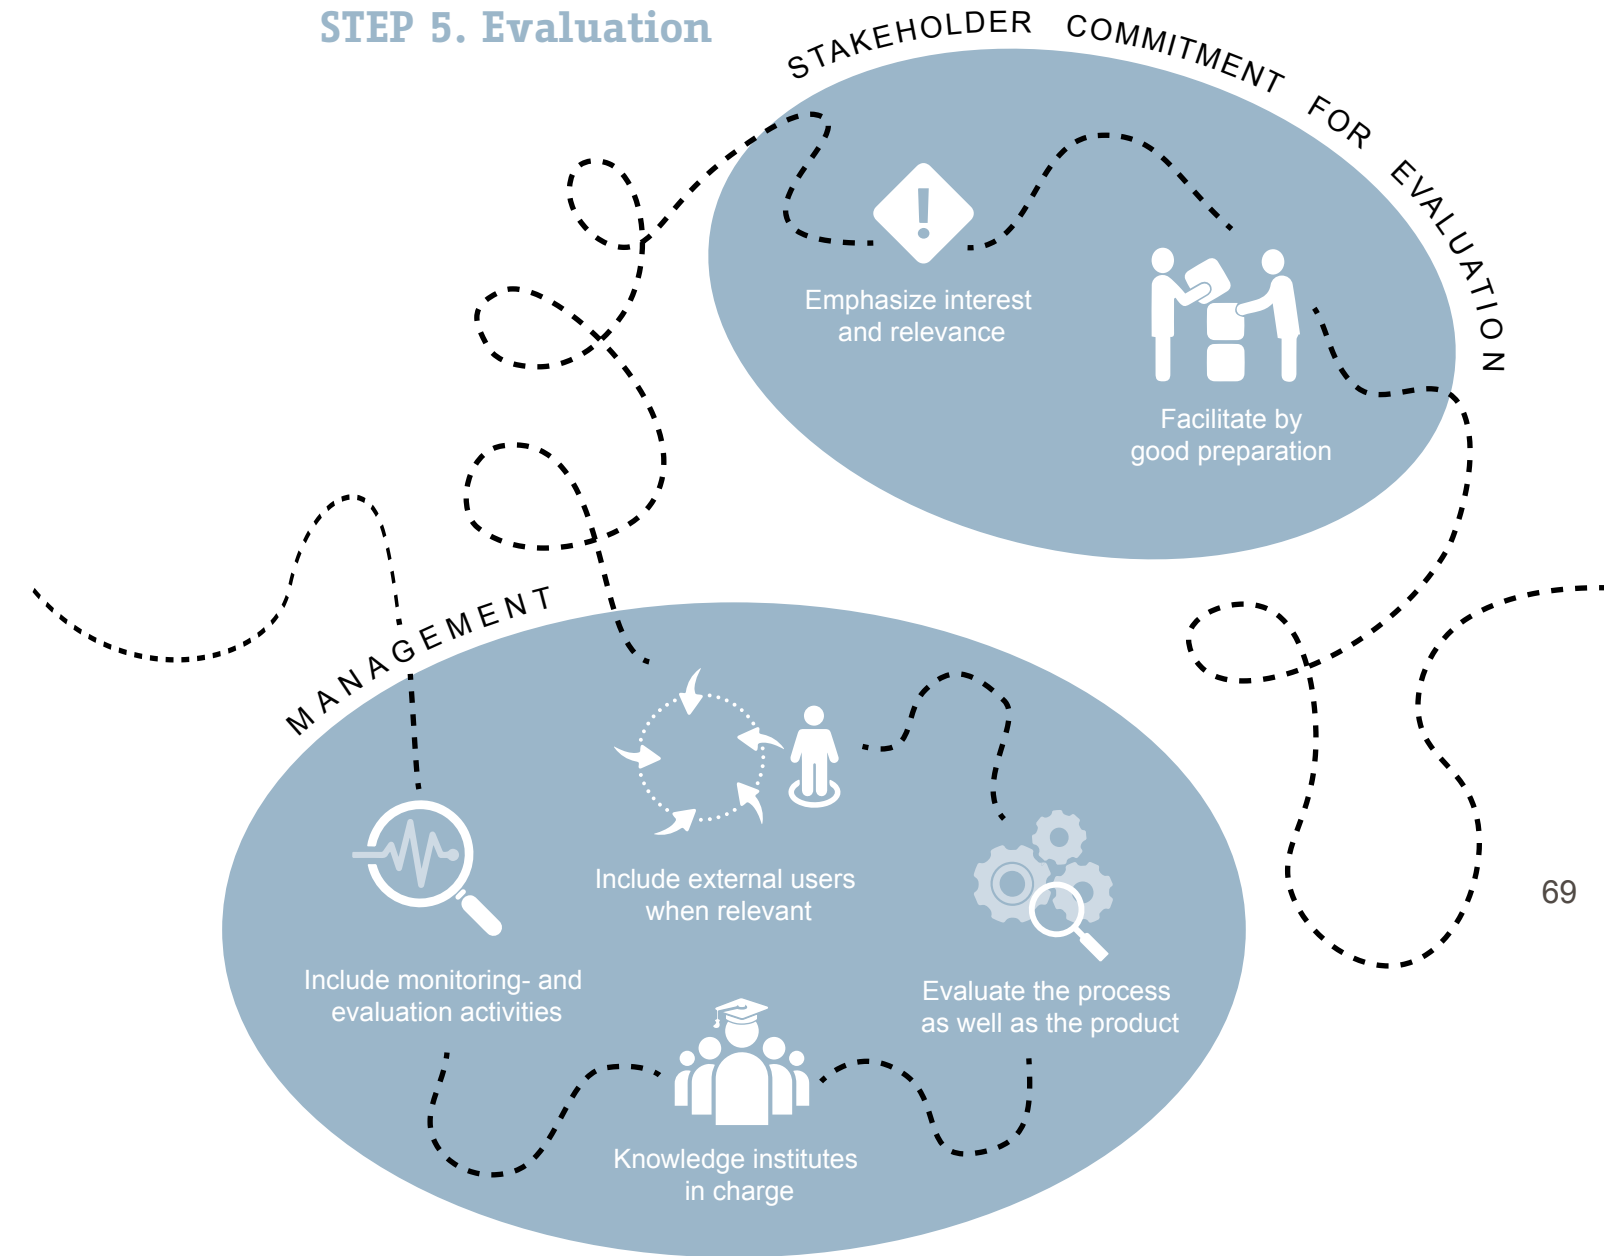 STEP 5. Evaluation
STAKEHOLDER COMMITMENT FOR EVALUATION
Emphasize interest
and relevance
Facilitate by
good preparation
MANAGEMENT
Include external users
when relevant
Include monitoring- and
evaluation activities
Evaluate the process
as well as the product
Knowledge institutes
in charge
69